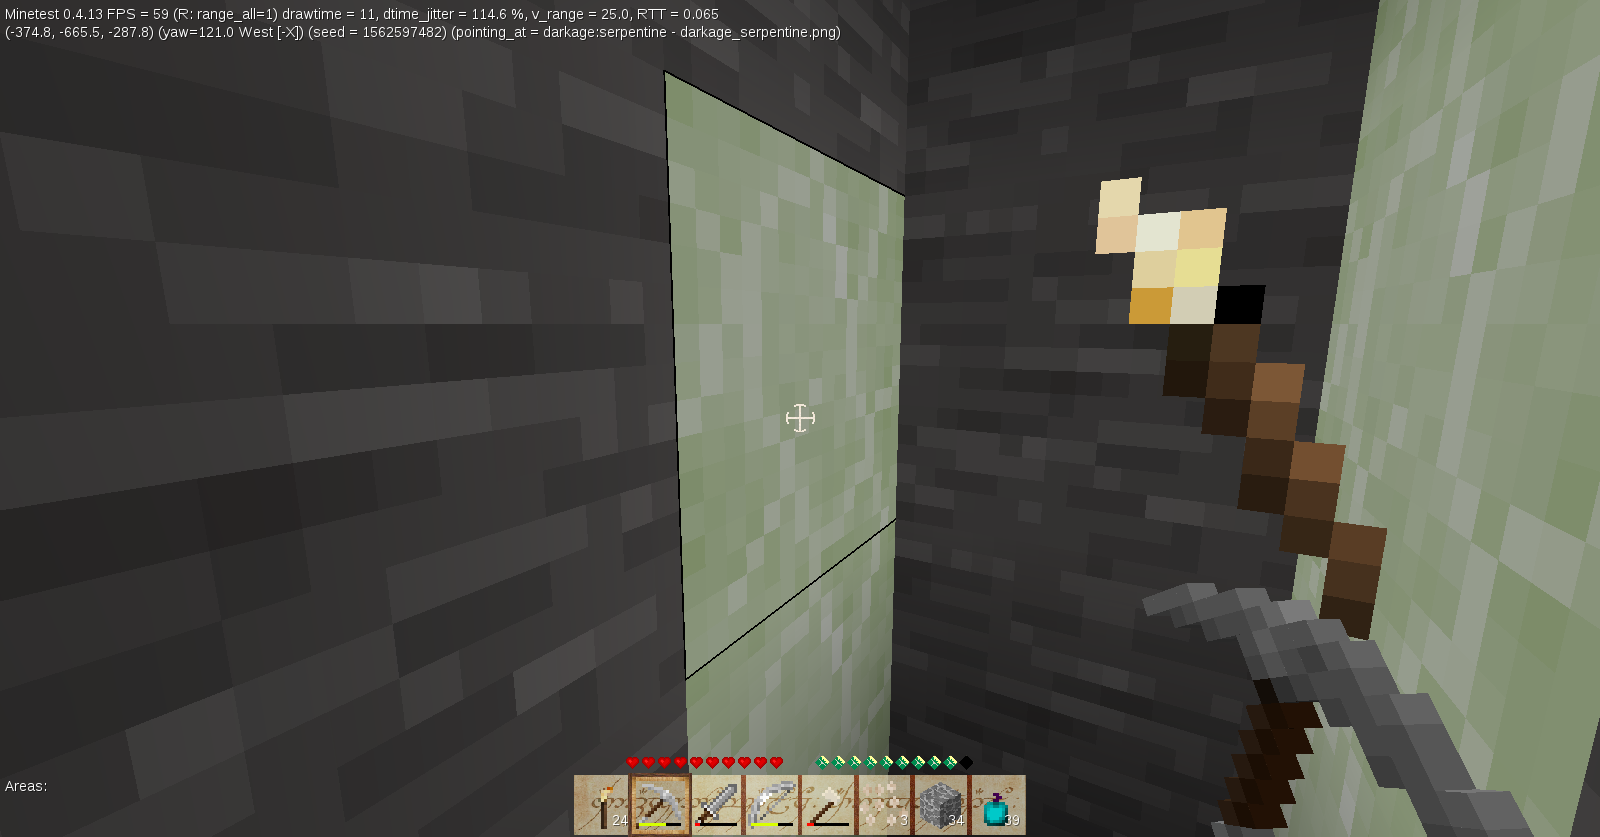 Minetest 0.4.13 FPS = 59 (R: range_all=1) drawtime = 11, dtime_jitter = 114.6 %, v_range = 25.0, RTT = 0.065
(-374.8, -665.5, -287.8) (yaw=121.0 West [-X]) (seed = 1562597482) (pointing_at = darkage:serpentine - darkage_serpentine.png)
Areas:
24 3 34 39